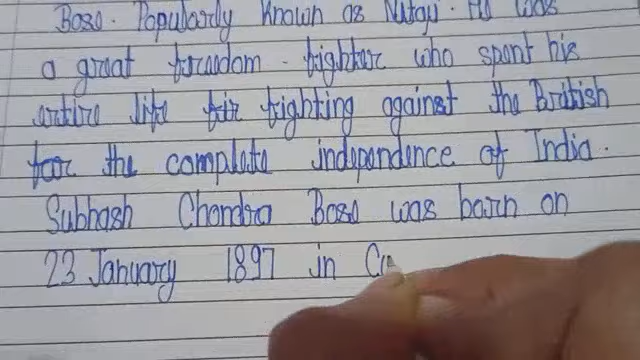 Bose. Popularly Known as Netaji. He was
a great freedom - fighter who spent his
entire life for fighting against the British
for the complete independence of India.
Subhash Chandra Bose was born on
23 January 1897 in Cu